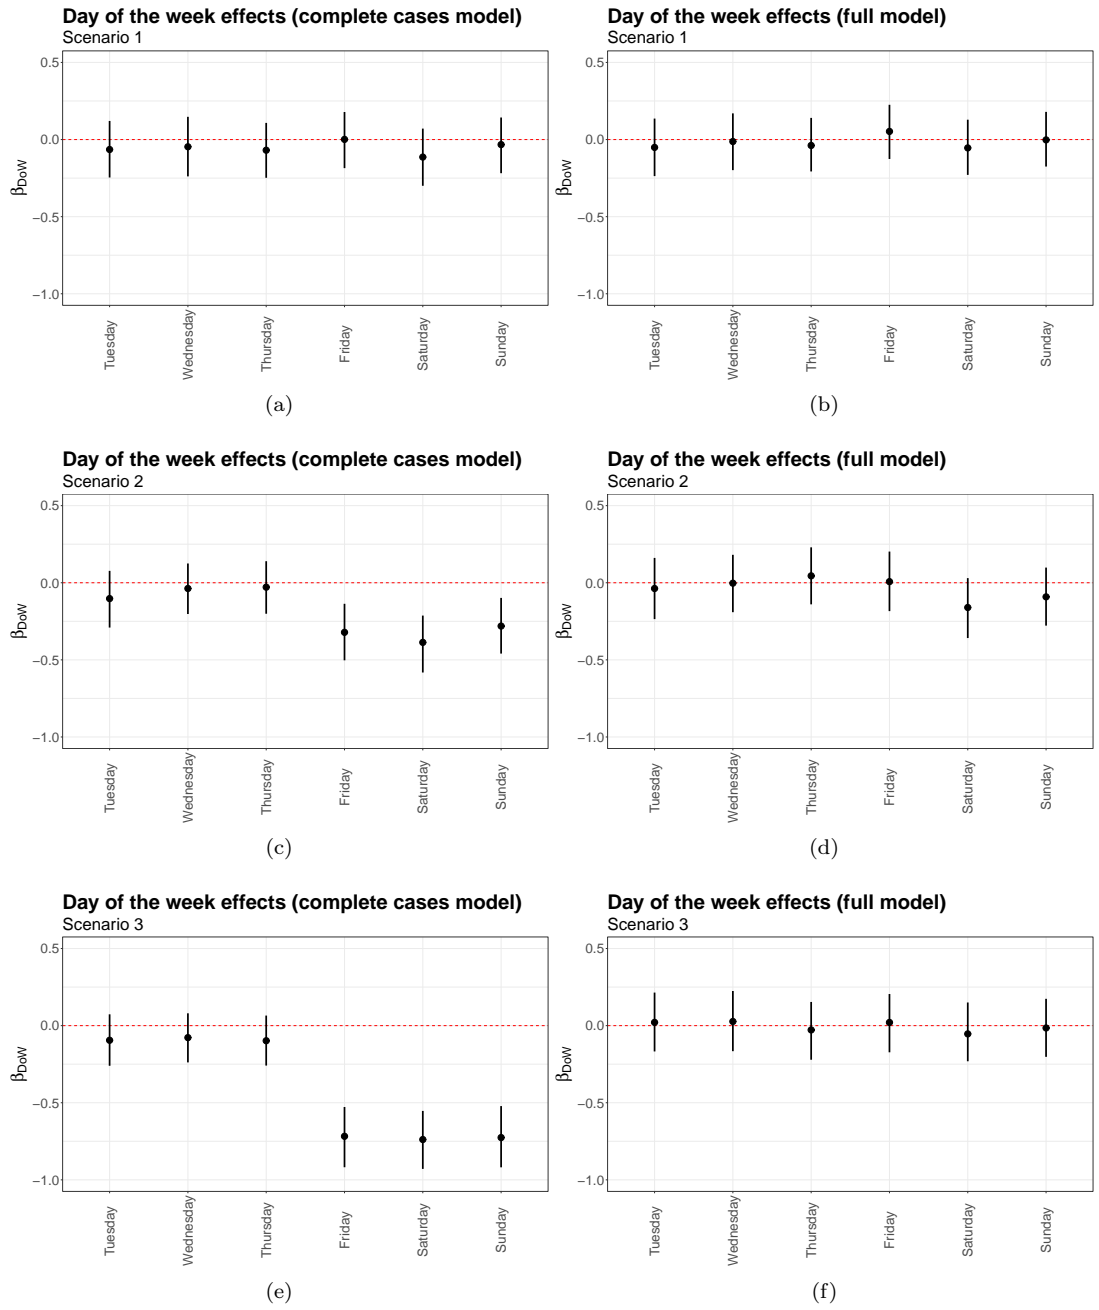 Day of the week effects (complete cases model)
Scenario 1
0.5
0.0
−0.5
−1.0
βDoW
Tuesday
Wednesday
Thursday
Friday
Saturday
Sunday
(a)
Day of the week effects (full model)
Scenario 1
0.5
0.0
−0.5
−1.0
βDoW
Tuesday
Wednesday
Thursday
Friday
Saturday
Sunday
(b)
Day of the week effects (complete cases model)
Scenario 2
0.5
0.0
−0.5
−1.0
βDoW
Tuesday
Wednesday
Thursday
Friday
Saturday
Sunday
(c)
Day of the week effects (full model)
Scenario 2
0.5
0.0
−0.5
−1.0
βDoW
Tuesday
Wednesday
Thursday
Friday
Saturday
Sunday
(d)
Day of the week effects (complete cases model)
Scenario 3
0.5
0.0
−0.5
−1.0
βDoW
Tuesday
Wednesday
Thursday
Friday
Saturday
Sunday
(e)
Day of the week effects (full model)
Scenario 3
0.5
0.0
−0.5
−1.0
βDoW
Tuesday
Wednesday
Thursday
Friday
Saturday
Sunday
(f)